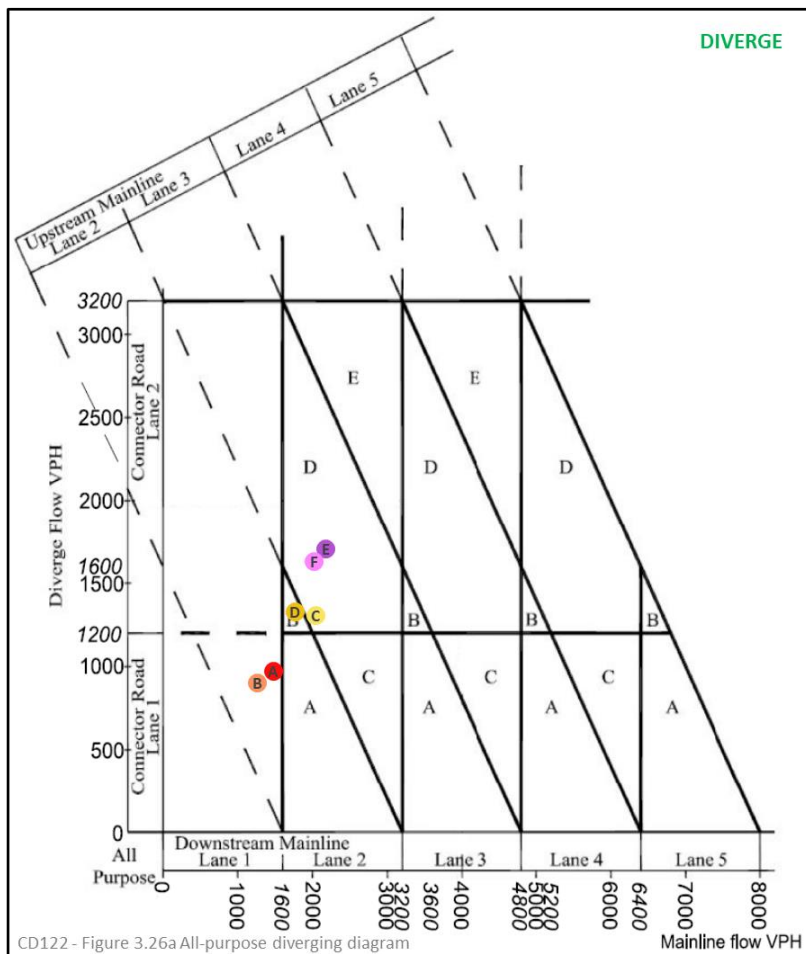 DIVERGE
Lane 5
Lane 4
Lane 3
Upstream Mainline
Lane 2
3200
3000
2500
2000
1600
1500
1200
1000
500
0
Diverge Flow VPH
Connector Road
Lane 2
Connector Road
Lane 1
E
E
D
D
D
E
F
D
C
B
B
B
B
A
B
C
C
C
A
A
A
A
All
Purpose
Downstream Mainline
Lane 1
Lane 2
Lane 3
Lane 4
Lane 5
0
1000
1600
2000
3000
3200
3600
4000
4800
5000
5200
6000
6400
7000
8000
CD122 - Figure 3.26a All-purpose diverging diagram
Mainline flow VPH